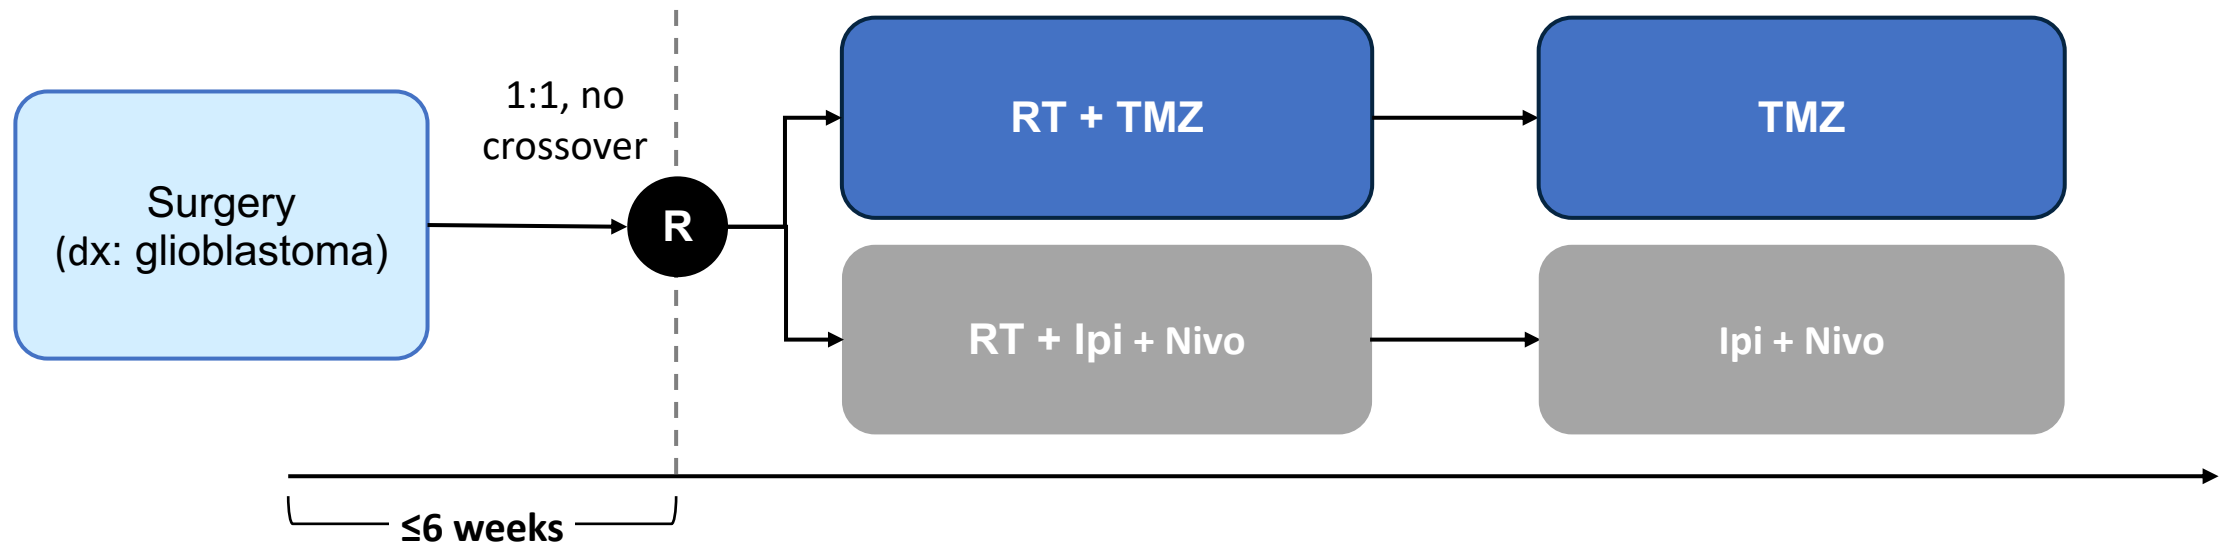 Surgery
(dx: glioblastoma)
1:1, no
crossover
R
RT + TMZ
TMZ
RT + Ipi + Nivo
Ipi + Nivo
≤6 weeks